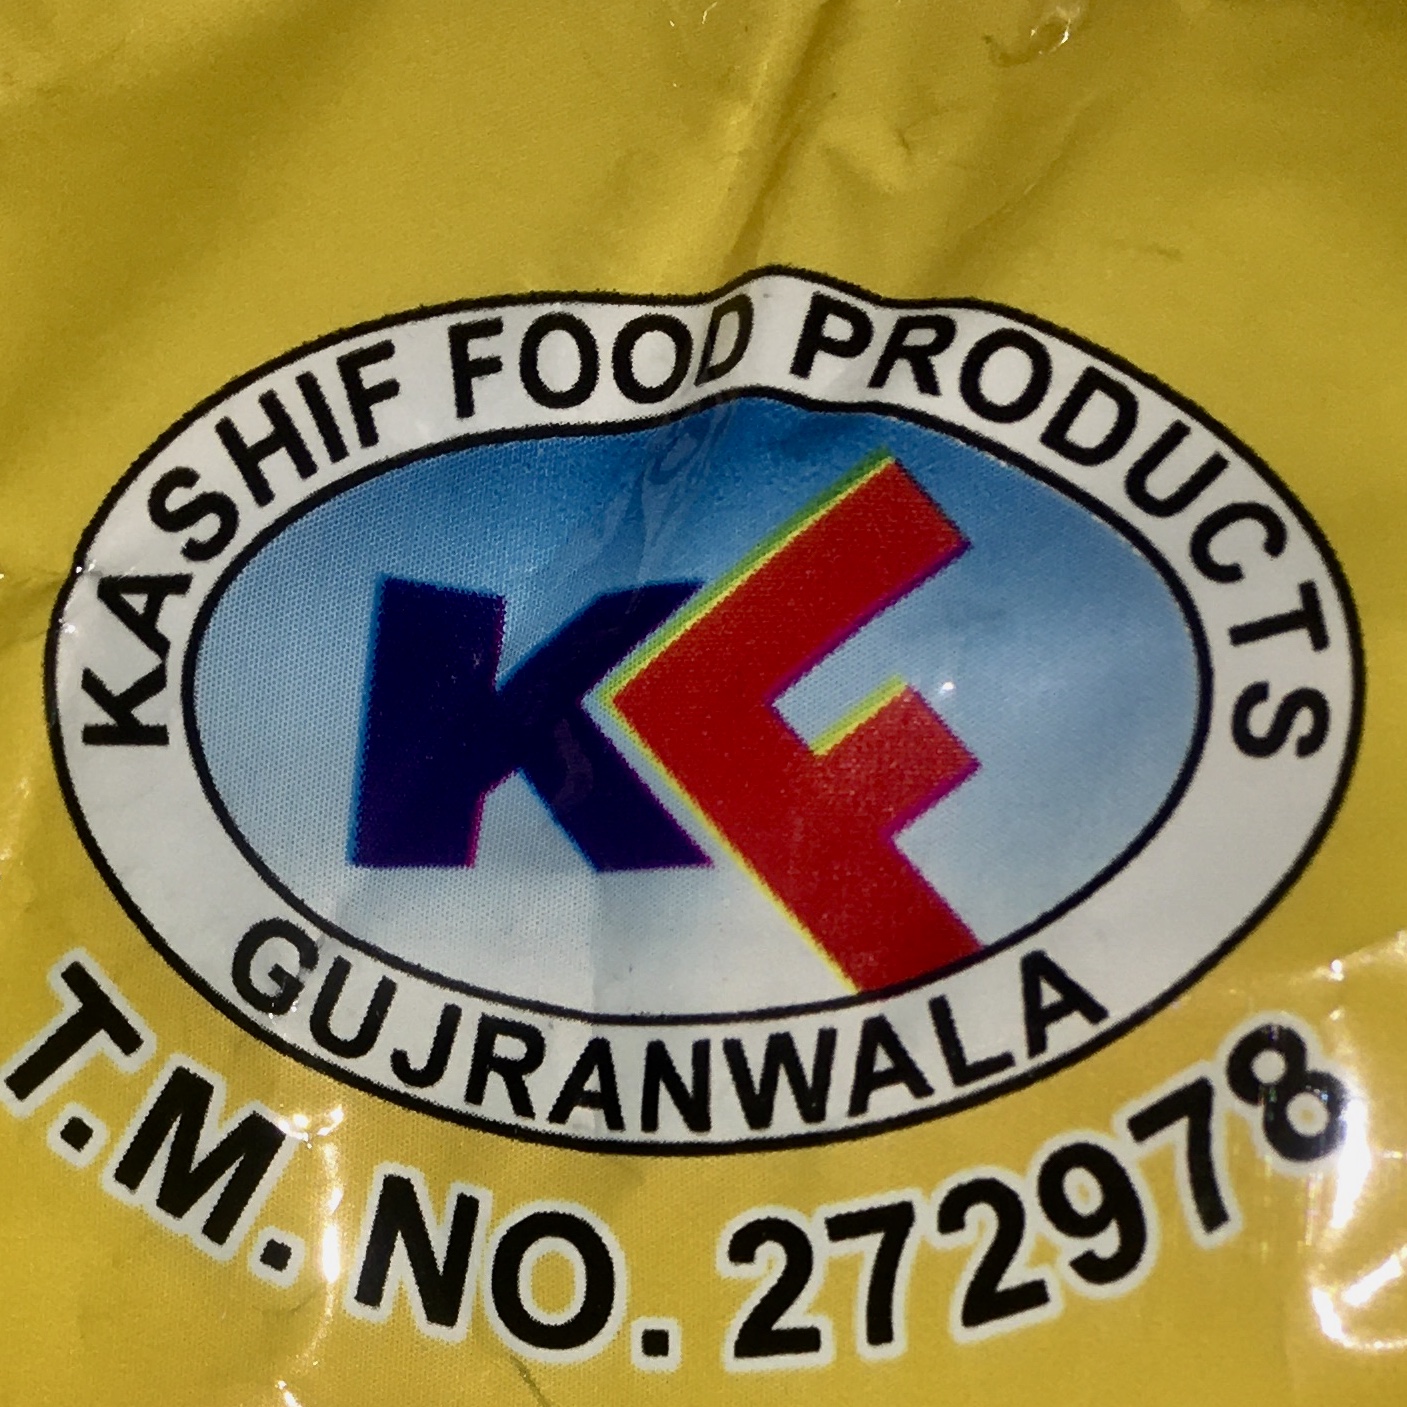 KASHIF FOOD PRODUCTS
KF
GUJRANWALA
T.M. NO. 272978